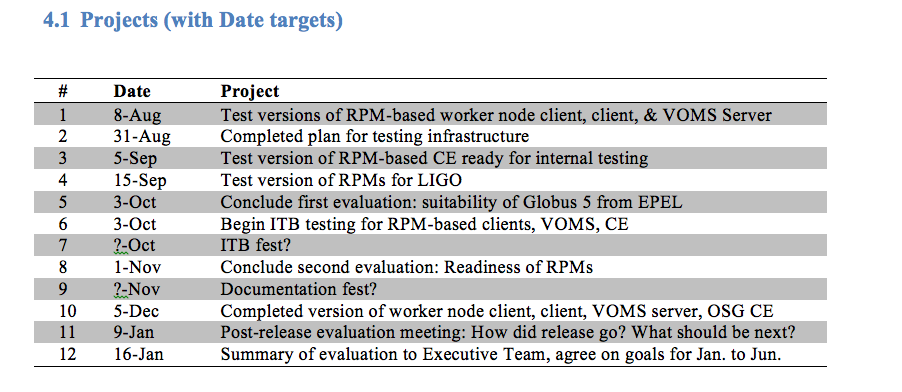 4.1 Projects (with Date targets)
# Date Project
1 8-Aug Test versions of RPM-based worker node client, client, & VOMS Server
2 31-Aug Completed plan for testing infrastructure
3 5-Sep Test version of RPM-based CE ready for internal testing
4 15-Sep Test version of RPMs for LIGO
5 3-Oct Conclude first evaluation: suitability of Globus 5 from EPEL
6 3-Oct Begin ITB testing for RPM-based clients, VOMS, CE
7 ?-Oct ITB fest?
8 1-Nov Conclude second evaluation: Readiness of RPMs
9 ?-Nov Documentation fest?
10 5-Dec Completed version of worker node client, client, VOMS server, OSG CE
11 9-Jan Post-release evaluation meeting: How did release go? What should be next?
12 16-Jan Summary of evaluation to Executive Team, agree on goals for Jan. to Jun.